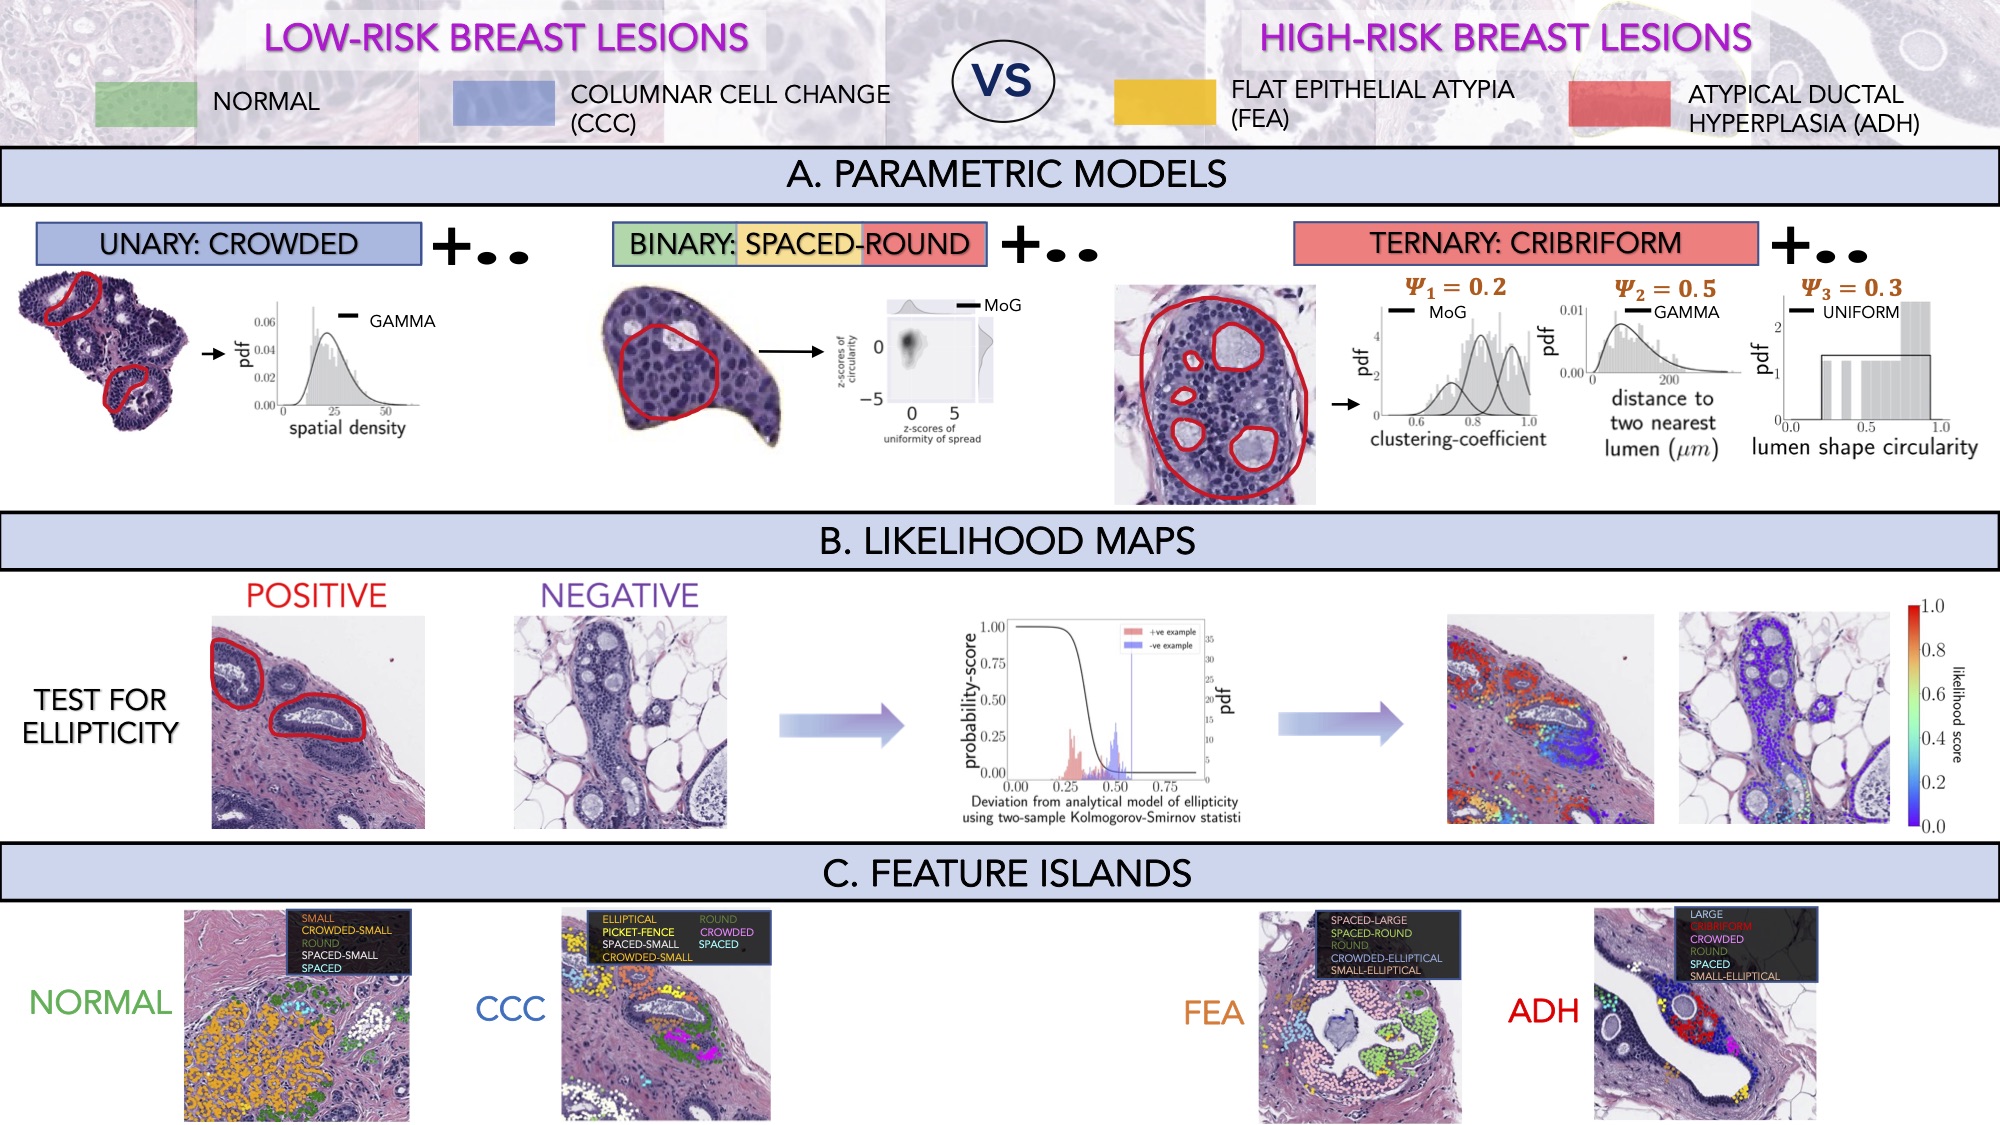 LOW-RISK BREAST LESIONS
NORMAL
COLUMNAR CELL CHANGE
(CCC)
VS
HIGH-RISK BREAST LESIONS
FLAT EPITHELIAL ATYPIA
(FEA)
ATYPICAL DUCTAL
HYPERPLASIA (ADH)
A. PARAMETRIC MODELS
UNARY: CROWDED
+..
GAMMA
pdf
0.06
0.04
0.02
0.00
0
25
50
spatial density
BINARY: SPACED-ROUND
+..
MoG
z-scores of
circularity
0
−5
0
5
z-scores of
uniformity of spread
TERNARY: CRIBRIFORM
+..
Ψ1 = 0.2
MoG
pdf
4
2
0
0.6
0.8
1.0
clustering-coefficient
Ψ2 = 0.5
GAMMA
pdf
0.01
0.00
0
200
distance to
two nearest
lumen (μm)
Ψ3 = 0.3
UNIFORM
pdf
2
1
0
0.0
0.5
1.0
lumen shape circularity
B. LIKELIHOOD MAPS
TEST FOR
ELLIPTICITY
POSITIVE
NEGATIVE
probability-score
1.00
0.75
0.50
0.25
0.00
0.00
0.25
0.50
0.75
+ve example
-ve example
35
30
25
20
15
10
5
0
pdf
Deviation from analytical model of ellipticity
using two-sample Kolmogorov-Smirnov statisti
1.0
0.8
0.6
0.4
0.2
0.0
likelihood score
C. FEATURE ISLANDS
NORMAL
SMALL
CROWDED-SMALL
ROUND
SPACED-SMALL
SPACED
CCC
ELLIPTICAL
ROUND
PICKET-FENCE
CROWDED
SPACED-SMALL
SPACED
CROWDED-SMALL
FEA
SPACED-LARGE
SPACED-ROUND
ROUND
CROWDED-ELLIPTICAL
SMALL-ELLIPTICAL
ADH
LARGE
CRIBRIFORM
CROWDED
ROUND
SPACED
SMALL-ELLIPTICAL